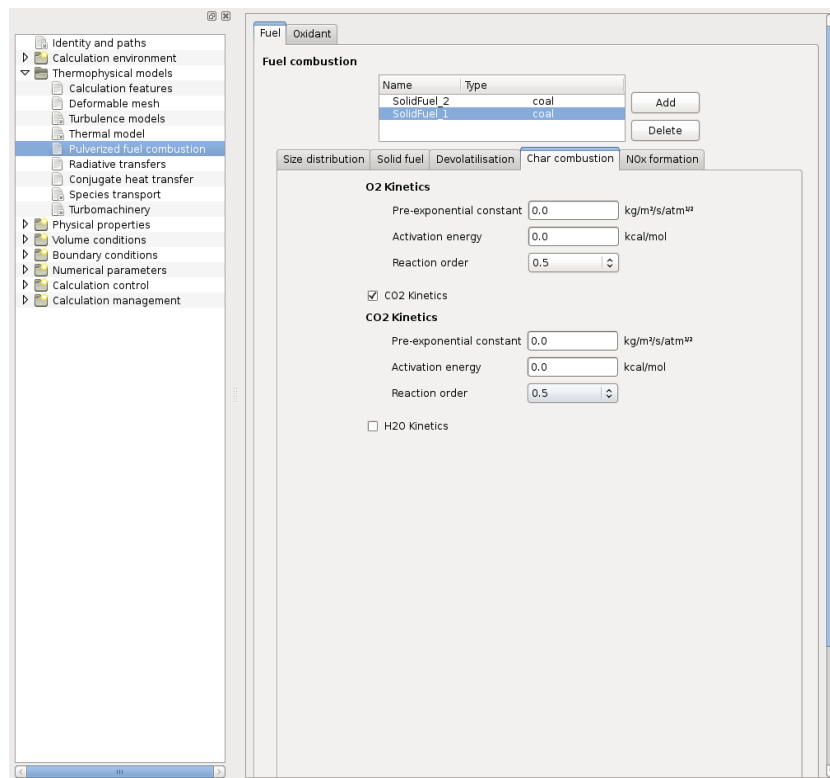 Identity and paths
Calculation environment
Thermophysical models
Calculation features
Deformable mesh
Turbulence models
Thermal model
Pulverized fuel combustion
Radiative transfers
Conjugate heat transfer
Species transport
Turbomachinery
Physical properties
Volume conditions
Boundary conditions
Numerical parameters
Calculation control
Calculation management
Fuel Oxidant
Fuel combustion
Name Type
SolidFuel_2 coal
SolidFuel_1 coal
Add
Delete
Size distribution Solid fuel Devolatilisation Char combustion NOx formation
O2 Kinetics
Pre-exponential constant 0.0 kg/m²/s/atm¹/²
Activation energy 0.0 kcal/mol
Reaction order 0.5
CO2 Kinetics
CO2 Kinetics
Pre-exponential constant 0.0 kg/m²/s/atm¹/²
Activation energy 0.0 kcal/mol
Reaction order 0.5
H2O Kinetics